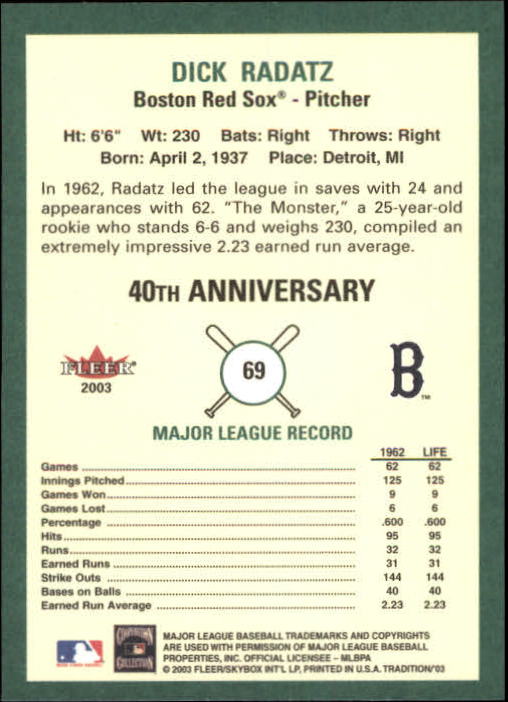 DICK RADATZ
Boston Red Sox® - Pitcher
Ht: 6'6" Wt: 230 Bats: Right Throws: Right
Born: April 2, 1937 Place: Detroit, MI
In 1962, Radatz led the league in saves with 24 and
appearances with 62. "The Monster," a 25-year-old
rookie who stands 6-6 and weighs 230, compiled an
extremely impressive 2.23 earned run average.
40TH ANNIVERSARY
FLEER
2003
69
B
TM
MAJOR LEAGUE RECORD
1962 LIFE
Games 62 62
Innings Pitched 125 125
Games Won 9 9
Games Lost 6 6
Percentage .600 .600
Hits 95 95
Runs 32 32
Earned Runs 31 31
Strike Outs 144 144
Bases on Balls 40 40
Earned Run Average 2.23 2.23
COOPERSTOWN
COLLECTION
MAJOR LEAGUE BASEBALL TRADEMARKS AND COPYRIGHTS
ARE USED WITH PERMISSION OF MAJOR LEAGUE BASEBALL
PROPERTIES, INC. OFFICIAL LICENSEE - MLBPA
© 2003 FLEER/SKYBOX INT'L LP, PRINTED IN U.S.A. TRADITION'03